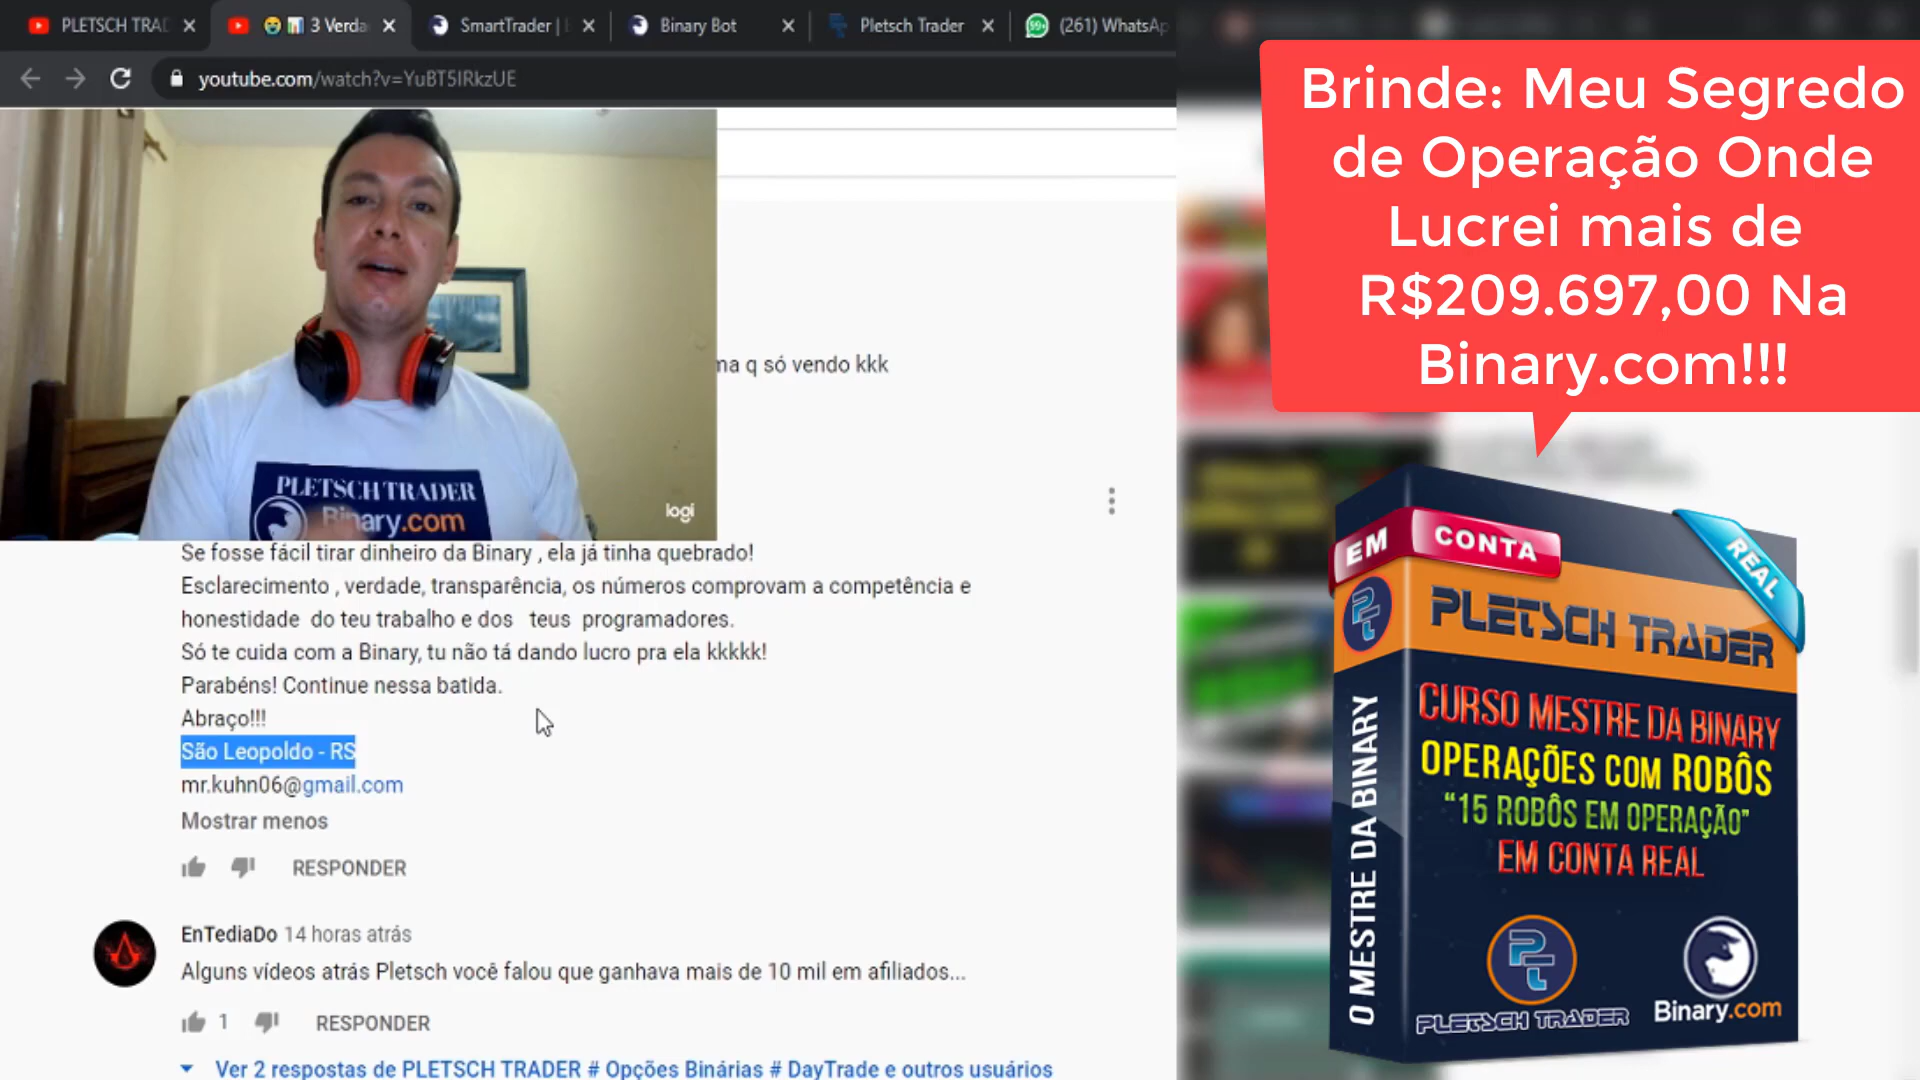 PLETSCH TRAD
3 Verda
SmartTrader |
Binary Bot
Pletsch Trader
99+
(261) WhatsAp
youtube.com/watch?v=YuBT5IRkzUE
PLETSCH TRADER
Binary.com
logi
ma q só vendo kkk
Se fosse fácil tirar dinheiro da Binary , ela já tinha quebrado!
Esclarecimento , verdade, transparência, os números comprovam a competência e
honestidade do teu trabalho e dos teus programadores.
Só te cuida com a Binary, tu não tá dando lucro pra ela kkkkk!
Parabéns! Continue nessa batida.
Abraço!!!
São Leopoldo - RS
mr.kuhn06@gmail.com
Mostrar menos
RESPONDER
EnTediaDo 14 horas atrás
Alguns vídeos atrás Pletsch você falou que ganhava mais de 10 mil em afiliados...
1
RESPONDER
Ver 2 respostas de PLETSCH TRADER # Opções Binárias # DayTrade e outros usuários
Brinde: Meu Segredo
de Operação Onde
Lucrei mais de
R$209.697,00 Na
Binary.com!!!
EM CONTA
REAL
PLETSCH TRADER
CURSO MESTRE DA BINARY
OPERAÇÕES COM ROBÔS
“15 ROBÔS EM OPERAÇÃO”
EM CONTA REAL
O MESTRE DA BINARY
PLETSCH TRADER
Binary.com